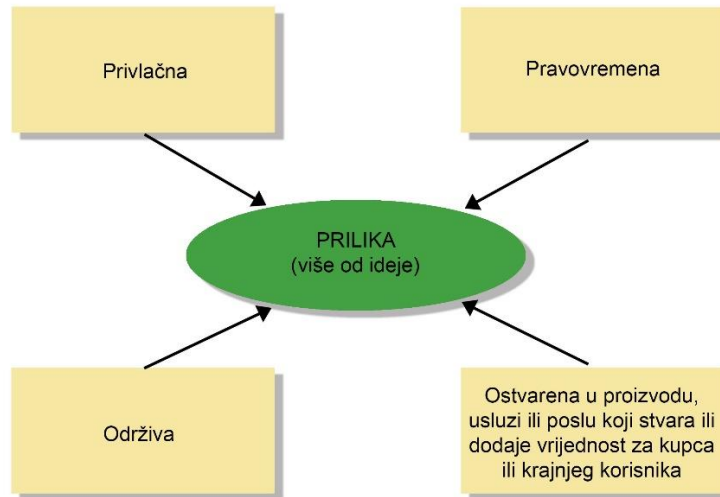 Privlačna
Pravovremena
PRILIKA
(više od ideje)
Održiva
Ostvarena u proizvodu,
usluzi ili poslu koji stvara ili
dodaje vrijednost za kupca
ili krajnjeg korisnika